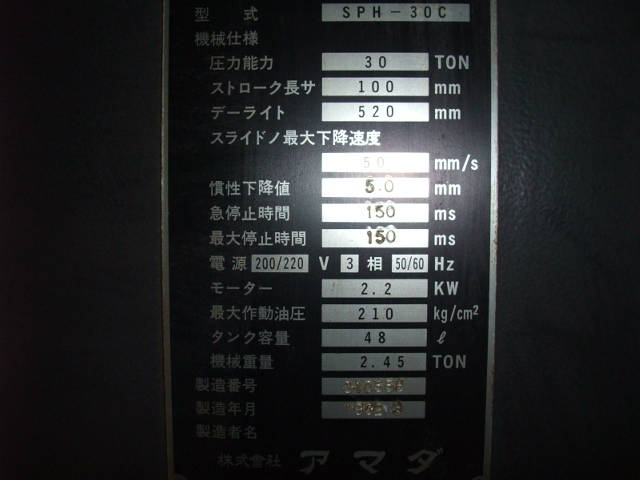 型 式 SPH-30C
機械仕様
圧力能力 30 TON
ストローク長サ 100 mm
デーライト 520 mm
スライドノ最大下降速度
50 mm/s
慣性下降値 5.0 mm
急停止時間 150 ms
最大停止時間 150 ms
電源 200/220 V 3 相 50/60 Hz
モーター 2.2 KW
最大作動油圧 210 kg/cm²
タンク容量 48 ℓ
機械重量 2.45 TON
製造番号
製造年月
製造者名
株式会社 アマダ